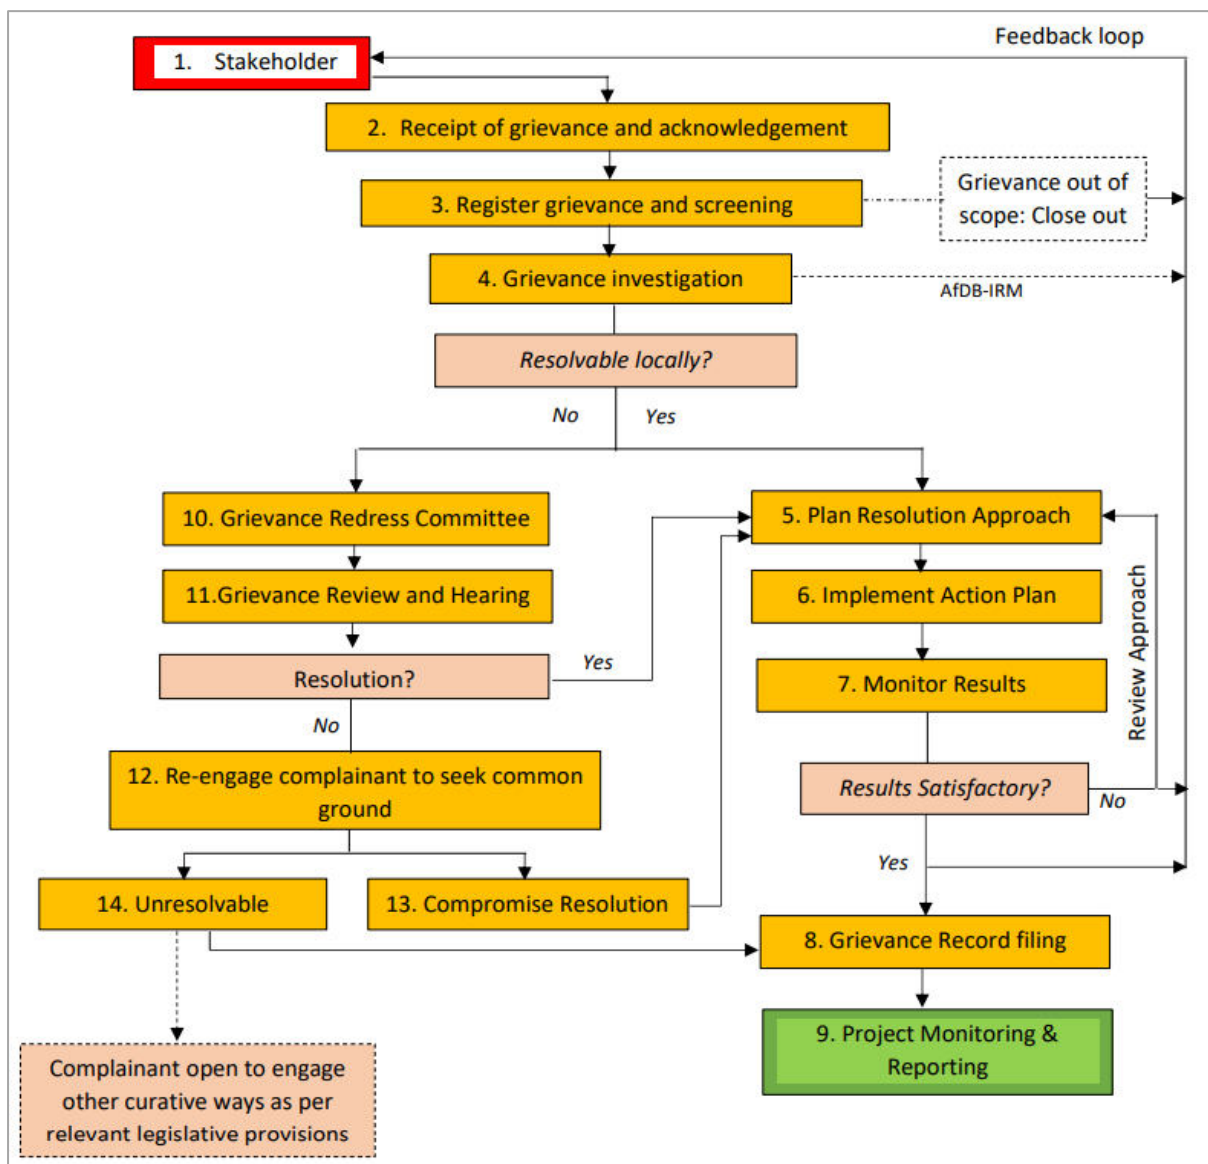 Feedback loop
1. Stakeholder
2. Receipt of grievance and acknowledgement
3. Register grievance and screening
Grievance out of
scope: Close out
4. Grievance investigation
AfDB-IRM
Resolvable locally?
No
Yes
10. Grievance Redress Committee
5. Plan Resolution Approach
11.Grievance Review and Hearing
6. Implement Action Plan
Review Approach
Resolution?
Yes
7. Monitor Results
No
12. Re-engage complainant to seek common
ground
Results Satisfactory?
No
Yes
14. Unresolvable
13. Compromise Resolution
8. Grievance Record filing
9. Project Monitoring &
Reporting
Complainant open to engage
other curative ways as per
relevant legislative provisions